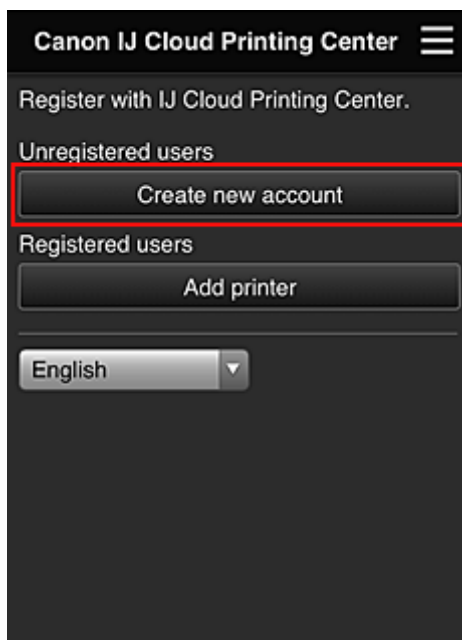 Canon IJ Cloud Printing Center
Register with IJ Cloud Printing Center.
Unregistered users
Create new account
Registered users
Add printer
English